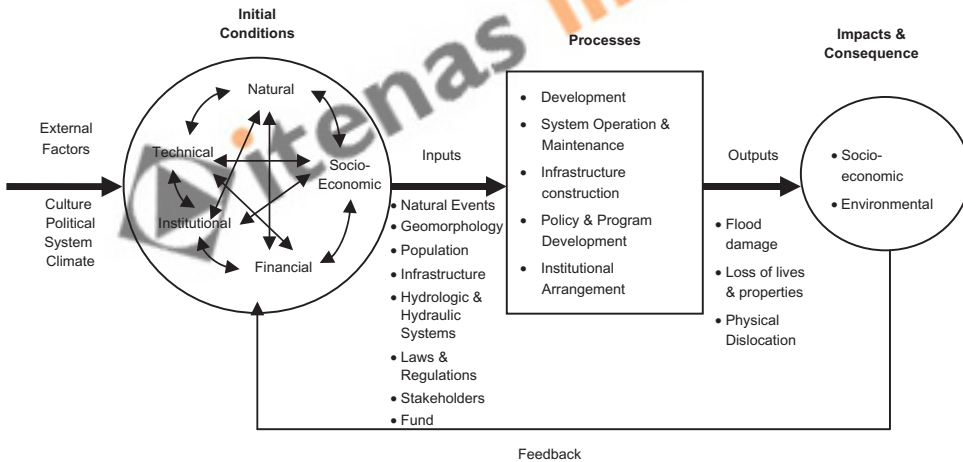 Initial
Conditions
Processes
Impacts &
Consequence
External
Factors
Culture
Political
System
Climate
Natural
Technical
Socio-
Economic
Institutional
Financial
Inputs
• Natural Events
• Geomorphology
• Population
• Infrastructure
• Hydrologic &
Hydraulic
Systems
• Laws &
Regulations
• Stakeholders
• Fund
• Development
• System Operation &
Maintenance
• Infrastructure
construction
• Policy & Program
Development
• Institutional
Arrangement
Outputs
• Flood
damage
• Loss of lives
& properties
• Physical
Dislocation
• Socio-
economic
• Environmental
Feedback
itenas